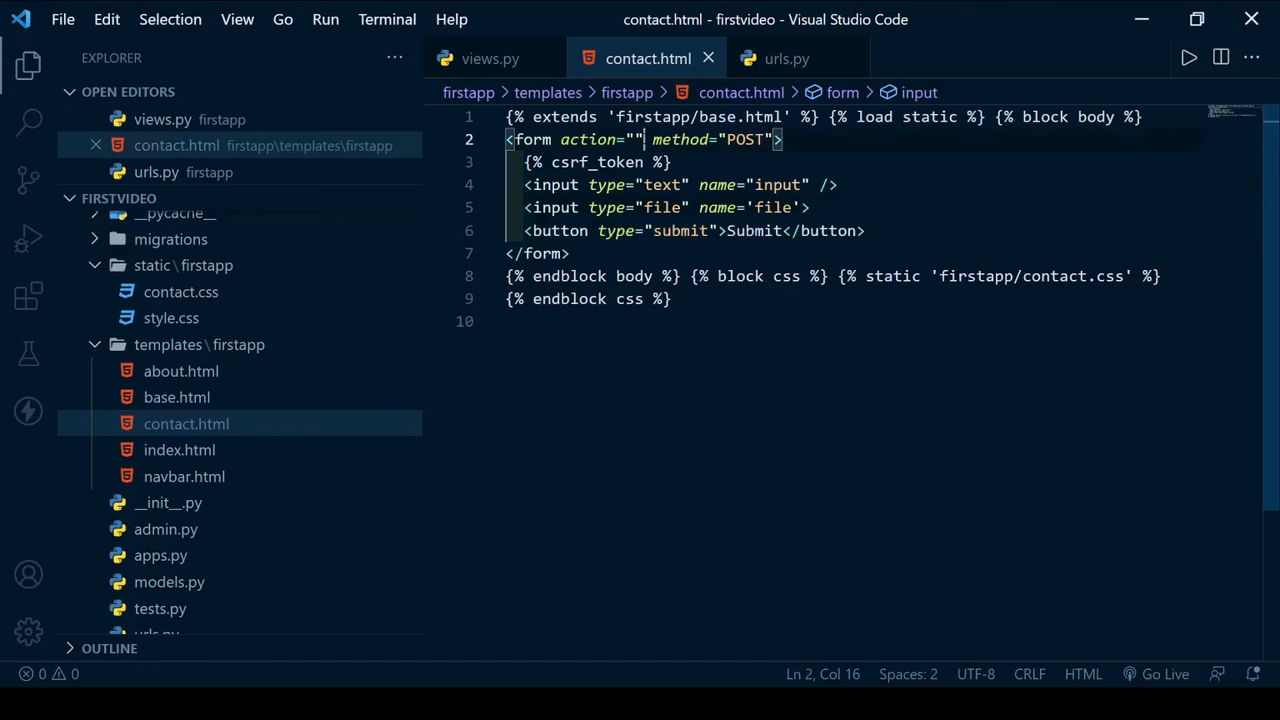 File Edit Selection View Go Run Terminal Help contact.html - firstvideo - Visual Studio Code
EXPLORER
views.py contact.html urls.py
OPEN EDITORS
views.py firstapp
contact.html firstapp\templates\firstapp
urls.py firstapp
FIRSTVIDEO
__pycache__
migrations
static\firstapp
contact.css
style.css
templates\firstapp
about.html
base.html
contact.html
index.html
navbar.html
__init__.py
admin.py
apps.py
models.py
tests.py
urls.py
OUTLINE
firstapp > templates > firstapp > contact.html > form > input
1 {% extends 'firstapp/base.html' %} {% load static %} {% block body %}
2 <form action="" method="POST">
3 {% csrf_token %}
4 <input type="text" name="input" />
5 <input type="file" name='file'>
6 <button type="submit">Submit</button>
7 </form>
8 {% endblock body %} {% block css %} {% static 'firstapp/contact.css' %}
9 {% endblock css %}
10
0 0 Ln 2, Col 16 Spaces: 2 UTF-8 CRLF HTML Go Live